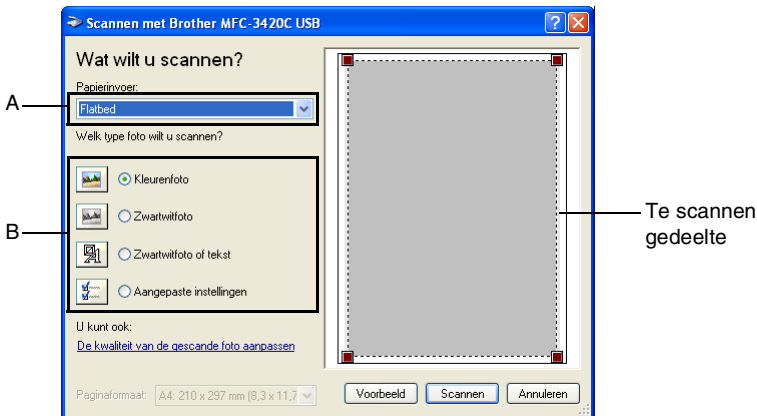 Scannen met Brother MFC-3420C USB
Wat wilt u scannen?
Papierinvoer:
A
Flatbed
Welk type foto wilt u scannen?
Kleurenfoto
Zwartwitfoto
B
Zwartwitfoto of tekst
Aangepaste instellingen
U kunt ook:
De kwaliteit van de gescande foto aanpassen
Paginaformaat: A4: 210 x 297 mm (8,3 x 11,7
Voorbeeld Scannen Annuleren
Te scannen
gedeelte